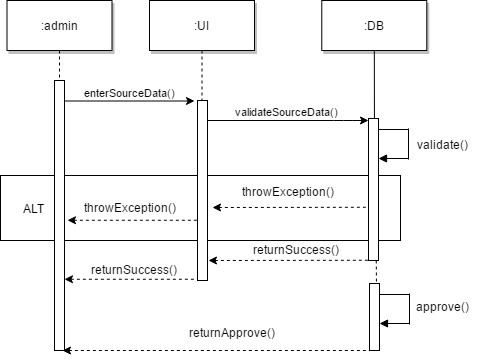 :admin
:UI
:DB
enterSourceData()
validateSourceData()
validate()
throwException()
ALT
throwException()
returnSuccess()
returnSuccess()
approve()
returnApprove()